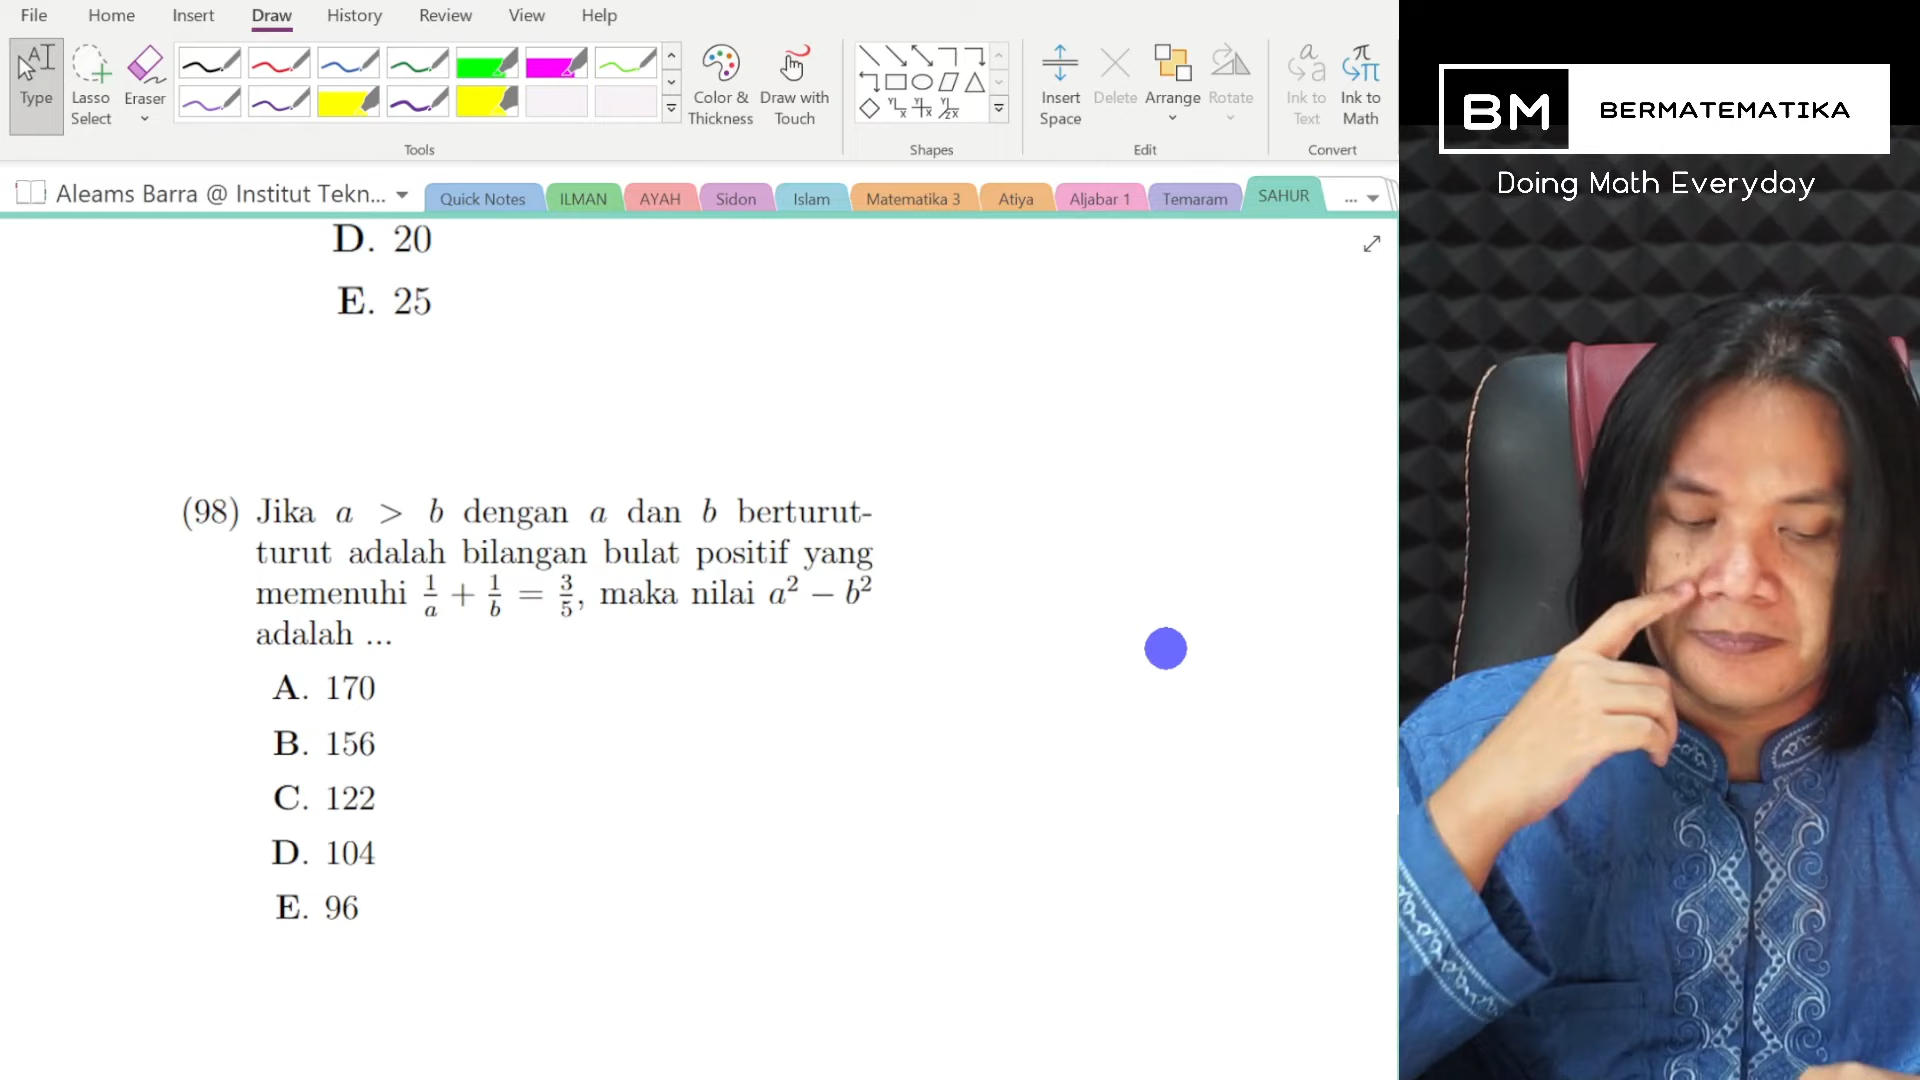 File Home Insert Draw History Review View Help
Type
Lasso Select
Eraser
Color & Thickness
Draw with Touch
Insert Space
Delete
Arrange
Rotate
Ink to Text
Ink to Math
Tools Shapes Edit Convert
Aleams Barra @ Institut Tekn... Quick Notes ILMAN AYAH Sidon Islam Matematika 3 Atiya Aljabar 1 Temaram SAHUR ...
BM BERMATEMATIKA
Doing Math Everyday
D. 20
E. 25
(98) Jika a > b dengan a dan b berturut-
turut adalah bilangan bulat positif yang
memenuhi 1/a + 1/b = 3/5, maka nilai a² − b²
adalah ...
A. 170
B. 156
C. 122
D. 104
E. 96